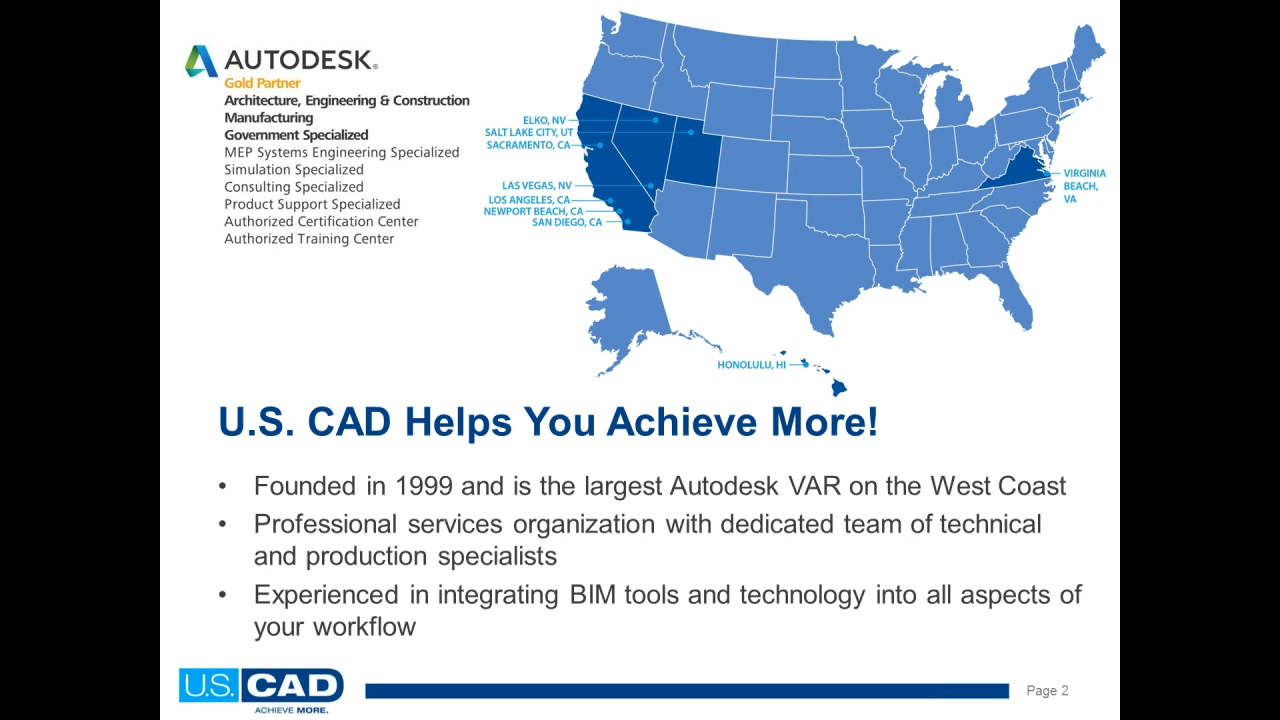 AUTODESK®
Gold Partner
Architecture, Engineering & Construction
Manufacturing
Government Specialized
MEP Systems Engineering Specialized
Simulation Specialized
Consulting Specialized
Product Support Specialized
Authorized Certification Center
Authorized Training Center
ELKO, NV
SALT LAKE CITY, UT
SACRAMENTO, CA
LAS VEGAS, NV
LOS ANGELES, CA
NEWPORT BEACH, CA
SAN DIEGO, CA
VIRGINIA
BEACH,
VA
HONOLULU, HI
U.S. CAD Helps You Achieve More!
• Founded in 1999 and is the largest Autodesk VAR on the West Coast
• Professional services organization with dedicated team of technical
and production specialists
• Experienced in integrating BIM tools and technology into all aspects of
your workflow
U.S. CAD
ACHIEVE MORE.
Page 2